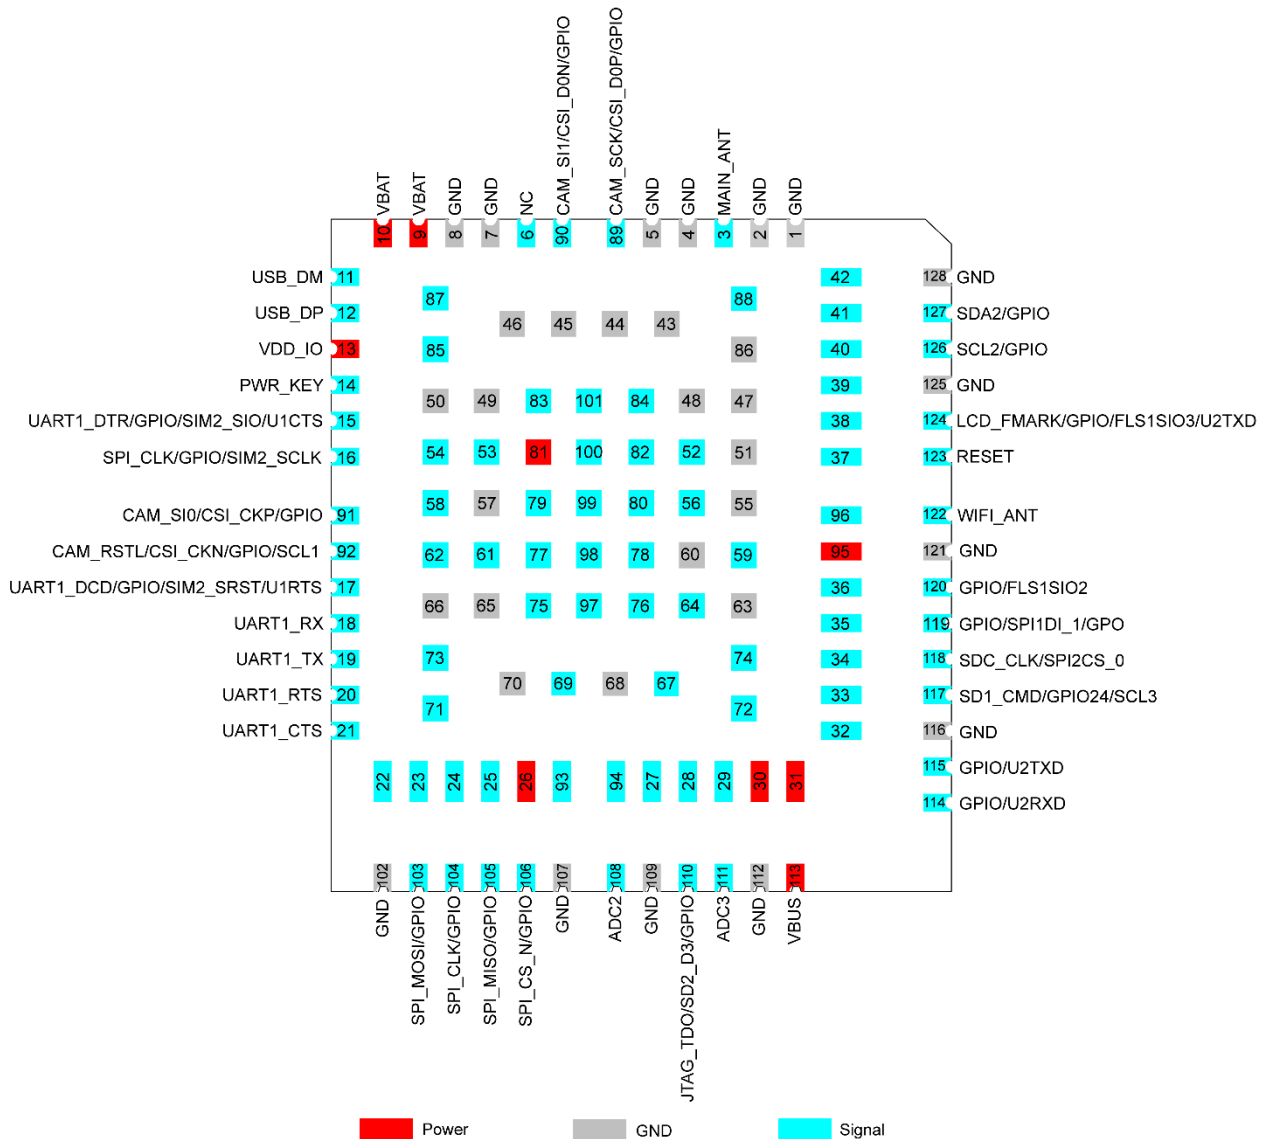 VBAT
VBAT
GND
GND
NC
CAM_SI1/CSI_D0N/GPIO
CAM_SCK/CSI_D0P/GPIO
GND
GND
MAIN_ANT
GND
GND
10 9 8 7 6 90 89 5 4 3 2 1
USB_DM 11 42 128 GND
87 88
USB_DP 12 41 127 SDA2/GPIO
46 45 44 43
VDD_IO 13 85 86 40 126 SCL2/GPIO
PWR_KEY 14 39 125 GND
50 49 83 101 84 48 47
UART1_DTR/GPIO/SIM2_SIO/U1CTS 15 38 124 LCD_FMARK/GPIO/FLS1SIO3/U2TXD
SPI_CLK/GPIO/SIM2_SCLK 16 54 53 81 100 82 52 51 37 123 RESET
58 57 79 99 80 56 55
CAM_SI0/CSI_CKP/GPIO 91 96 122 WIFI_ANT
CAM_RSTL/CSI_CKN/GPIO/SCL1 92 62 61 77 98 78 60 59 95 121 GND
UART1_DCD/GPIO/SIM2_SRST/U1RTS 17 36 120 GPIO/FLS1SIO2
66 65 75 97 76 64 63
UART1_RX 18 35 119 GPIO/SPI1DI_1/GPO
UART1_TX 19 73 74 34 118 SDC_CLK/SPI2CS_0
70 69 68 67
UART1_RTS 20 33 117 SD1_CMD/GPIO24/SCL3
71 72
UART1_CTS 21 32 116 GND
115 GPIO/U2TXD
22 23 24 25 26 93 94 27 28 29 30 31
114 GPIO/U2RXD
102 103 104 105 106 107 108 109 110 111 112 113
GND
SPI_MOSI/GPIO
SPI_CLK/GPIO
SPI_MISO/GPIO
SPI_CS_N/GPIO
GND
ADC2
GND
JTAG_TDO/SD2_D3/GPIO
ADC3
GND
VBUS
Power GND Signal